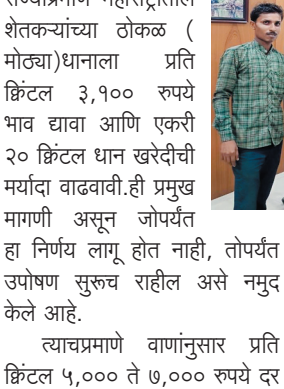 राज्याप्रमाणे महाराष्ट्रातील
शेतकऱ्यांच्या ठोकळ (
मोठ्या)धानाला प्रति
क्विंटल ३,१०० रुपये
भाव द्यावा आणि एकरी
२० क्विंटल धान खरेदीची
मर्यादा वाढवावी.ही प्रमुख
मागणी असून जोपर्यंत
हा निर्णय लागू होत नाही, तोपर्यंत
उपोषण सुरूच राहील असे नमुद
केले आहे.
त्याचप्रमाणे वाणांनुसार प्रति
क्विंटल ५,००० ते ७,००० रुपये दर